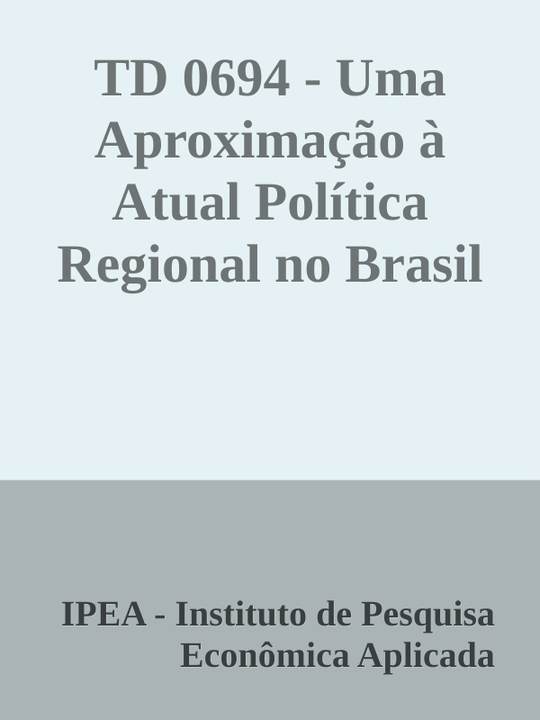 TD 0694 - Uma
Aproximação à
Atual Política
Regional no Brasil
IPEA - Instituto de Pesquisa
Econômica Aplicada